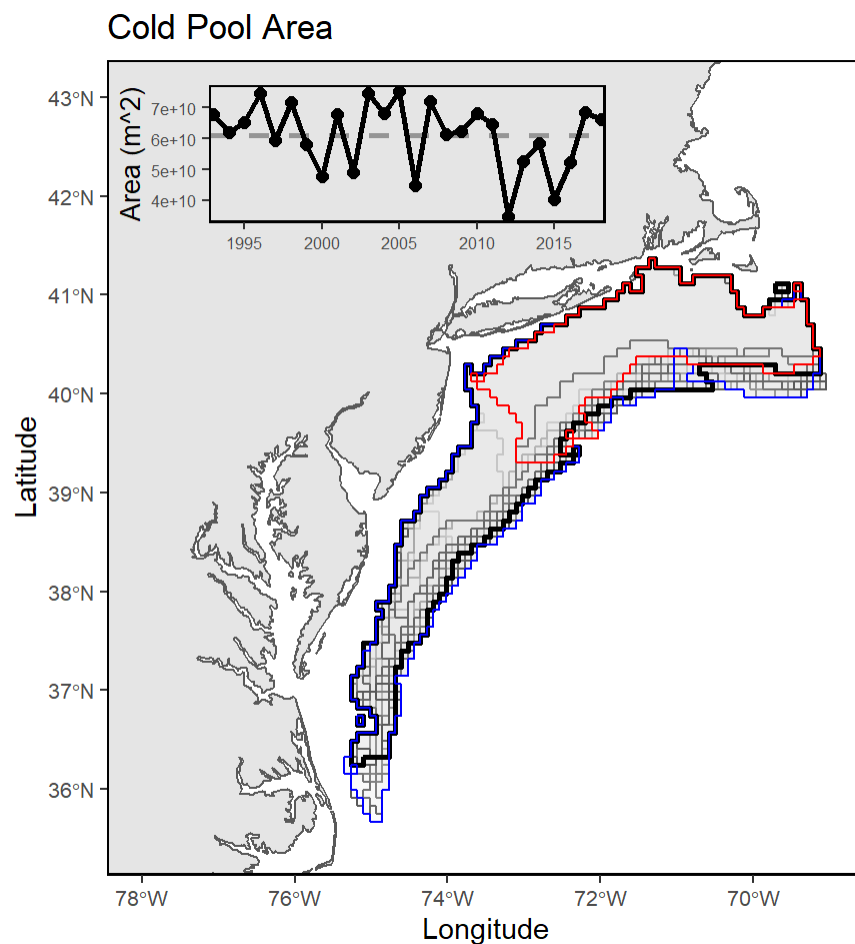 Cold Pool Area
43°N
42°N
41°N
40°N
39°N
38°N
37°N
36°N
Latitude
78°W
76°W
74°W
72°W
70°W
Longitude
Area (m^2)
7e+10
6e+10
5e+10
4e+10
1995
2000
2005
2010
2015